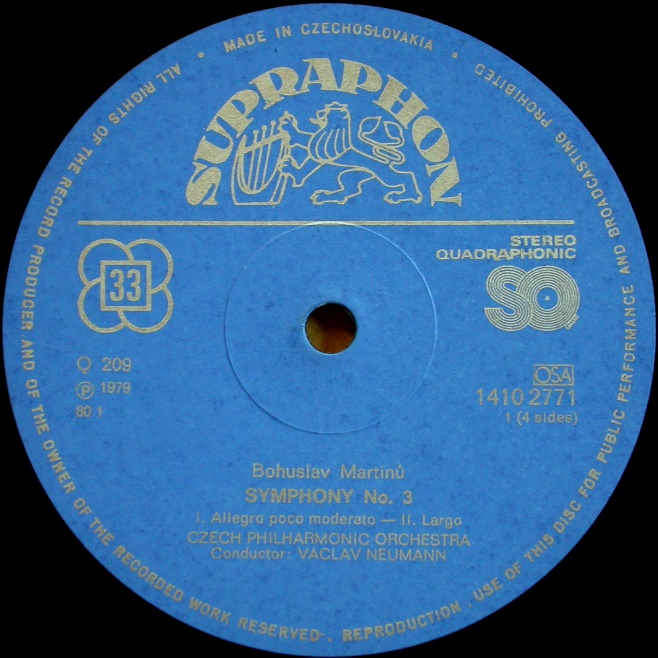 ALL RIGHTS OF THE RECORD PRODUCER AND OF THE OWNER OF THE RECORDED WORK RESERVED. REPRODUCTION, USE OF THIS DISC FOR PUBLIC PERFORMANCE AND BROADCASTING PROHIBITED
• MADE IN CZECHOSLOVAKIA •
SUPRAPHON
33
STEREO
QUADRAPHONIC
SQ
Q 209
Ⓟ 1979
80 1
OSA
1410 2771
1 (4 sides)
Bohuslav Martinů
SYMPHONY No. 3
I. Allegro poco moderato — II. Largo
CZECH PHILHARMONIC ORCHESTRA
Conductor: VÁCLAV NEUMANN